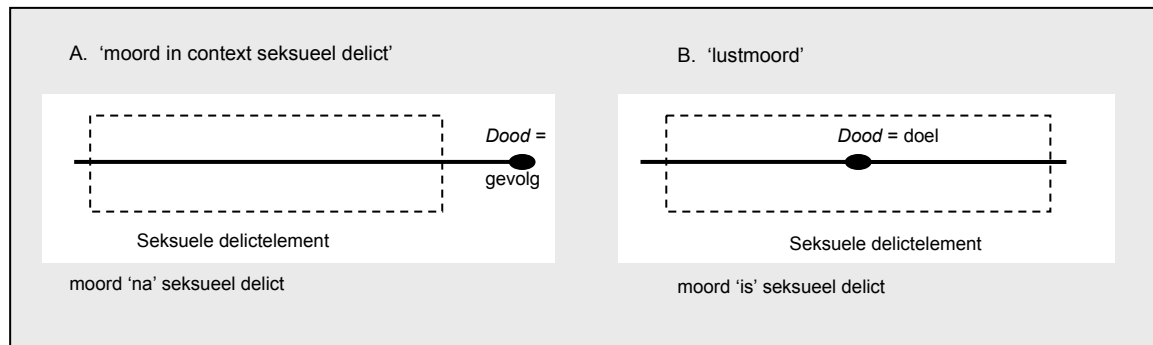 A. ‘moord in context seksueel delict’
Dood =
gevolg
Seksuele delictelement
moord ‘na’ seksueel delict
B. ‘lustmoord’
Dood = doel
Seksuele delictelement
moord ‘is’ seksueel delict